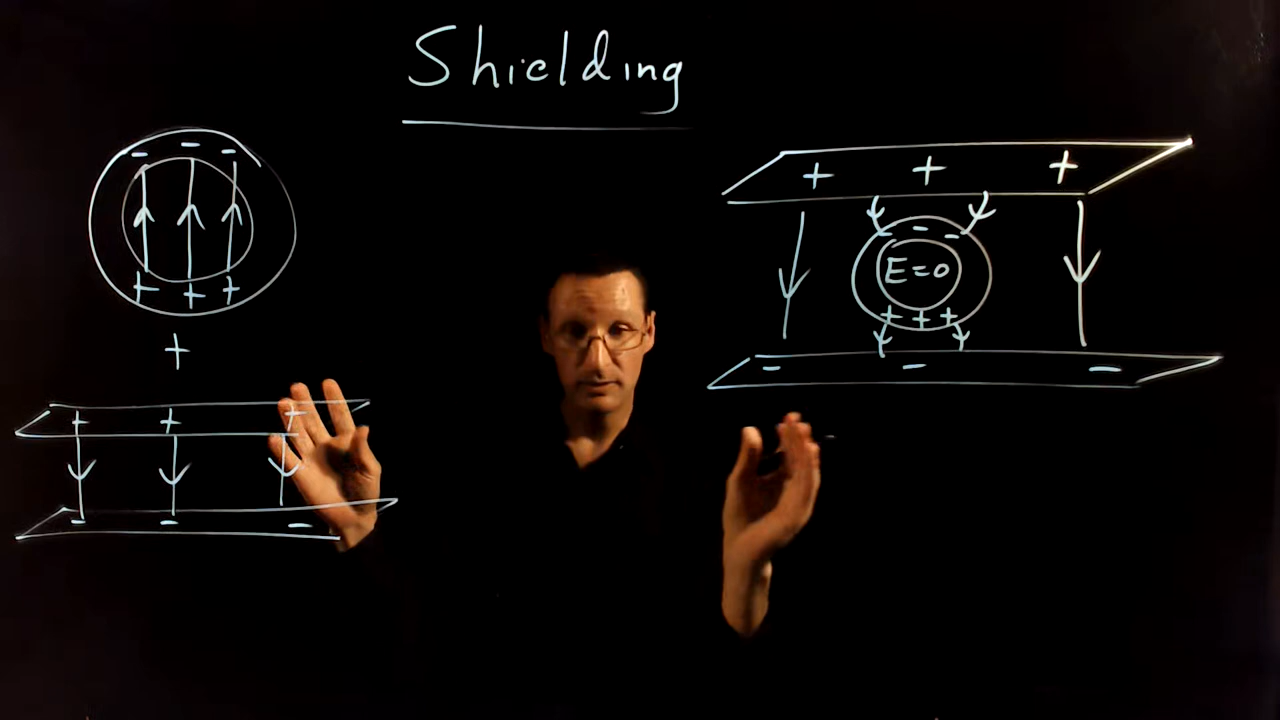 Shielding
- - -
+ + +
+
+ + +
- - -
+ + +
- - -
E=0
+ + +
- - -